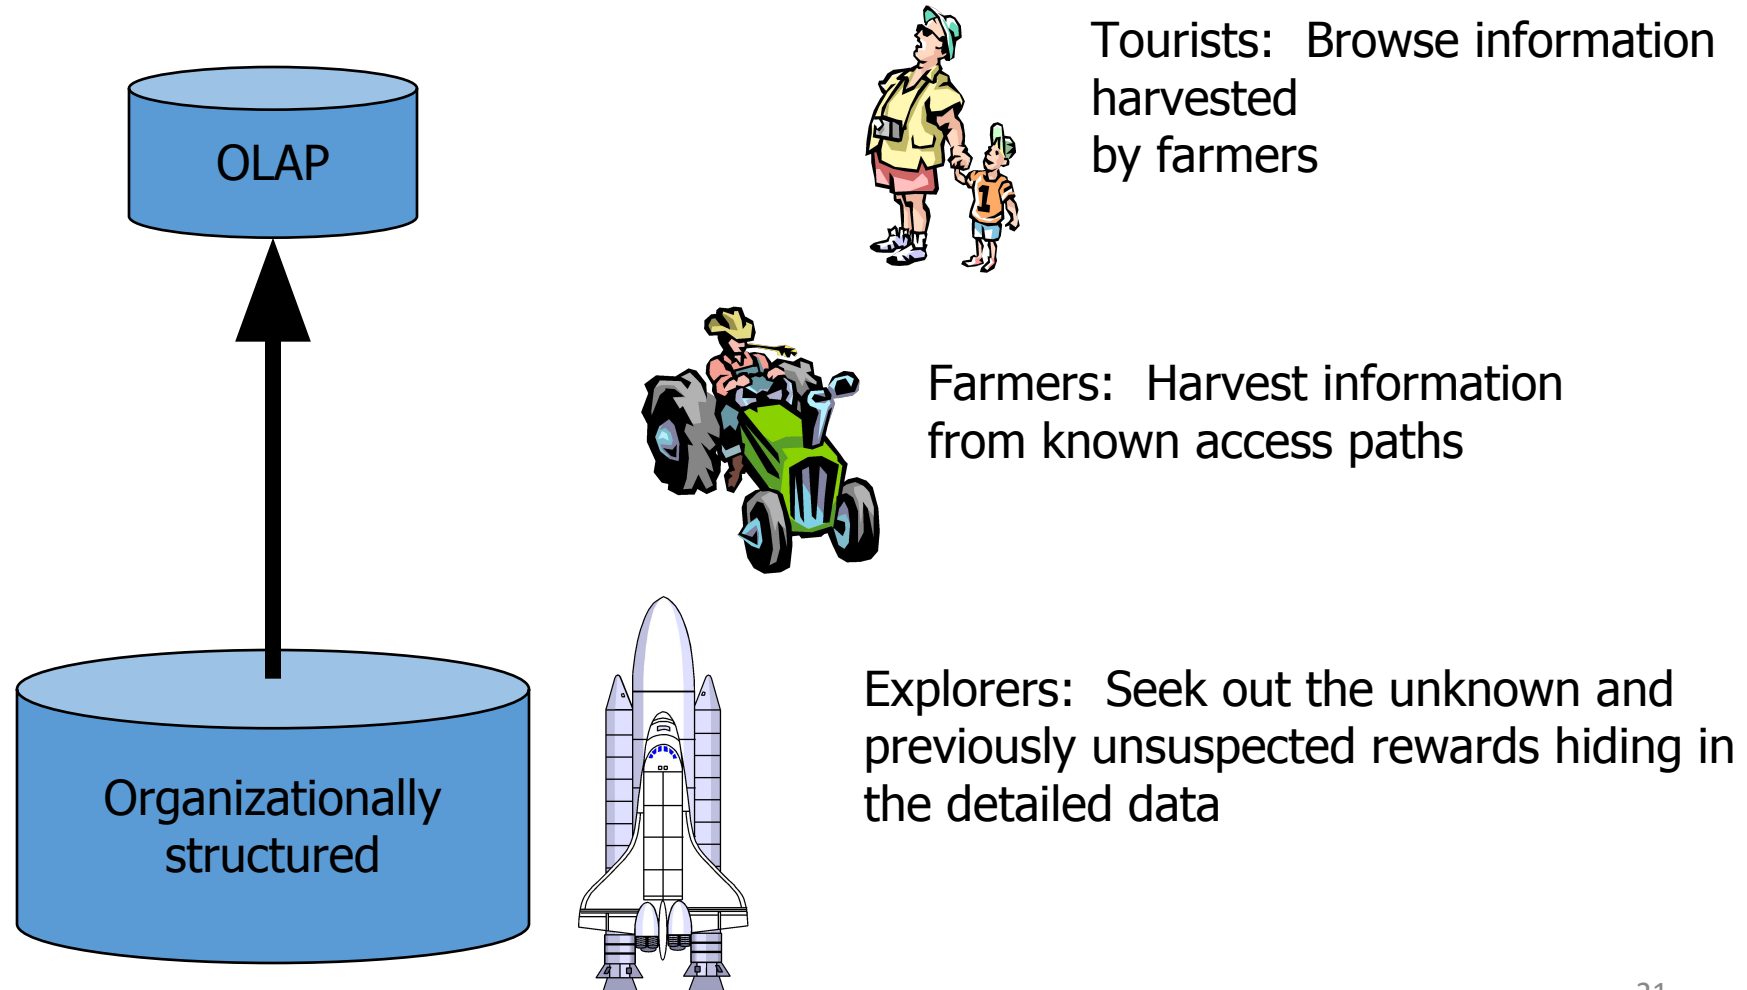 OLAP
Tourists:  Browse information
harvested
by farmers
1
Farmers:  Harvest information
from known access paths
Organizationally
structured
Explorers:  Seek out the unknown and
previously unsuspected rewards hiding in
the detailed data